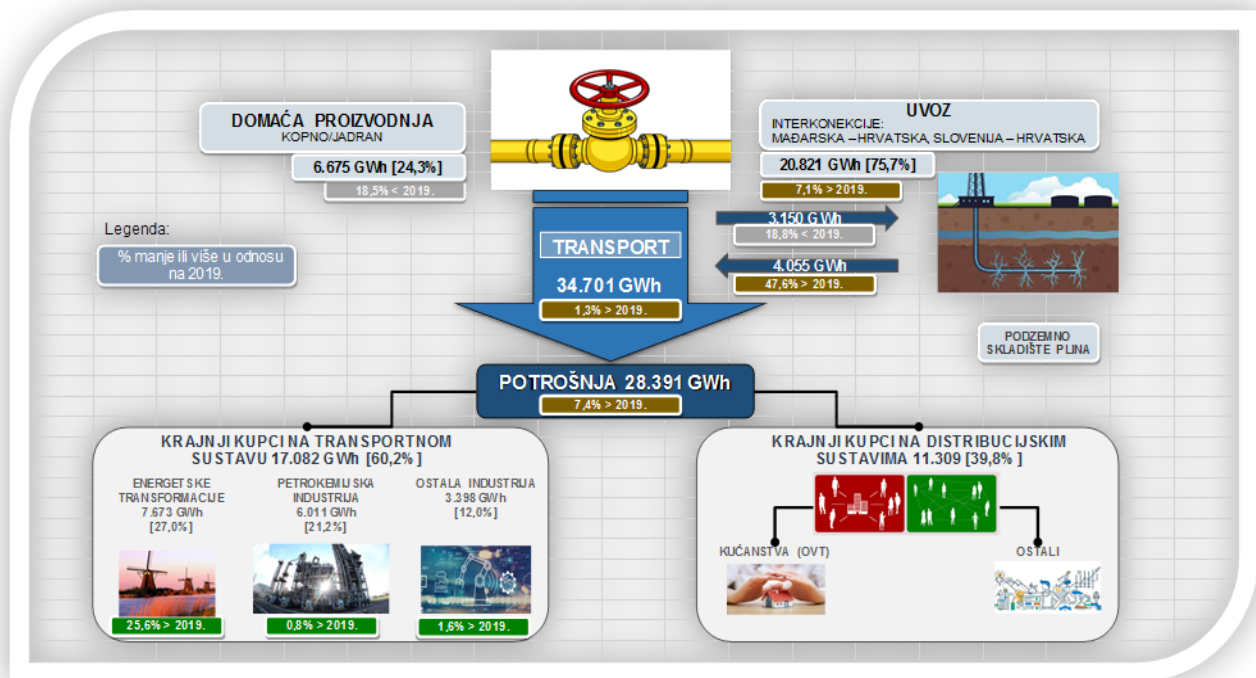 DOMAĆA PROIZVODNJA
KOPNO/JADRAN
6.675 GWh [24,3%]
18,5% < 2019.
UVOZ
INTERKONEKCIJE:
MAĐARSKA – HRVATSKA, SLOVENIJA – HRVATSKA
20.821 GWh [75,7%]
7,1% > 2019.
3.150 GWh
18,8% < 2019.
4.055 GWh
47,6% > 2019.
PODZEMNO
SKLADIŠTE PLINA
Legenda:
% manje ili više u odnosu
na 2019.
TRANSPORT
34.701 GWh
1,3% > 2019.
POTROŠNJA 28.391 GWh
7,4% > 2019.
KRAJNJI KUPCI NA TRANSPORTNOM
SUSTAVU 17.082 GWh [60,2%]
ENERGETSKE
TRANSFORMACIJE
7.673 GWh
[27,0%]
25,6% > 2019.
PETROKEMIJSKA
INDUSTRIJA
6.011 GWh
[21,2%]
0,8% > 2019.
OSTALA INDUSTRIJA
3.398 GWh
[12,0%]
1,6% > 2019.
KRAJNJI KUPCI NA DISTRIBUCIJSKIM
SUSTAVIMA 11.309 [39,8% ]
KUĆANSTVA (OVT)
OSTALI